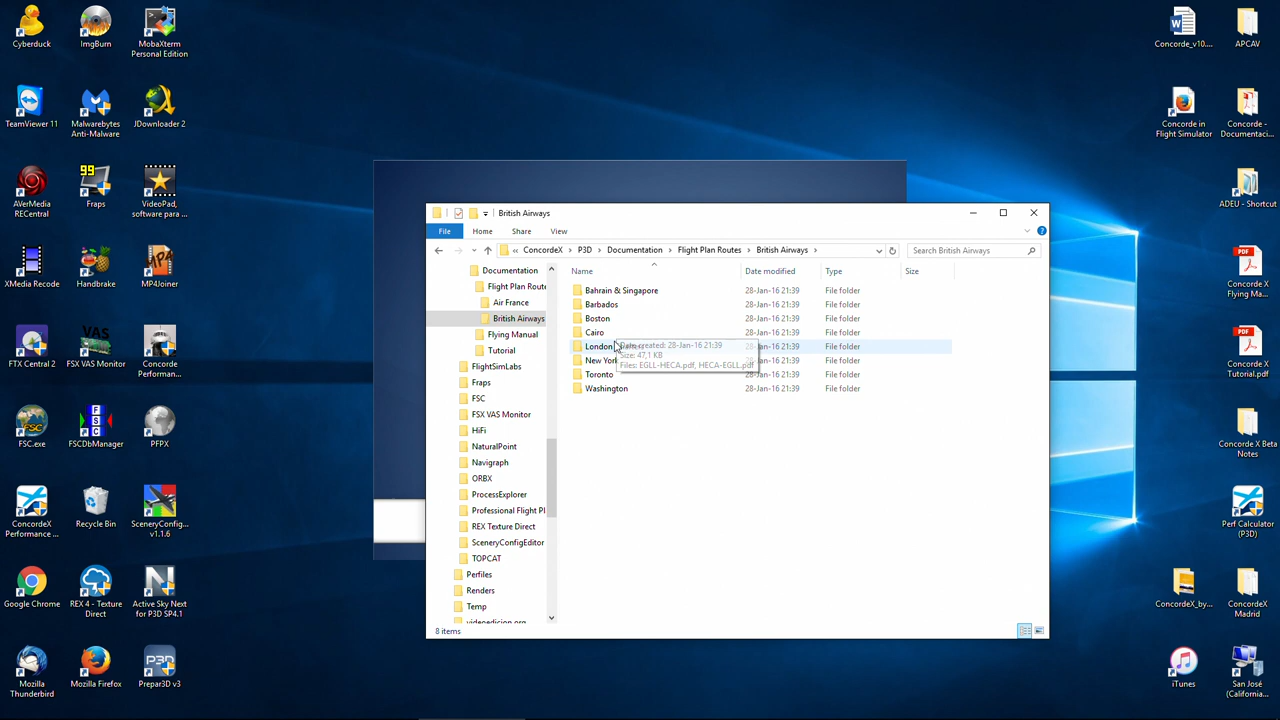 Cyberduck
ImgBurn
MobaXterm
Personal Edition
TeamViewer 11
Malwarebytes
Anti-Malware
JDownloader 2
AVerMedia
RECentral
99
Fraps
VideoPad,
software para ...
XMedia Recode
Handbrake
MP4Joiner
FTX Central 2
VAS
FSX VAS Monitor
Concorde
Performan...
FSC
FSC.exe
FSC
FSCDbManager
PFPX
ConcordeX
Performance ...
Recycle Bin
SceneryConfig...
v1.1.6
Google Chrome
REX 4 - Texture
Direct
Active Sky Next
for P3D SP4.1
Mozilla
Thunderbird
Mozilla Firefox
P3D
Prepar3D v3
British Airways
File
Home
Share
View
« ConcordeX > P3D > Documentation > Flight Plan Routes > British Airways >
Search British Airways
Documentation
Flight Plan Route
Air France
British Airways
Flying Manual
Tutorial
FlightSimLabs
Fraps
FSC
FSX VAS Monitor
HiFi
NaturalPoint
Navigraph
ORBX
ProcessExplorer
Professional Flight Pl
REX Texture Direct
SceneryConfigEditor
TOPCAT
Perfiles
Renders
Temp
videoedicion.org
Name
Date modified
Type
Size
Bahrain & Singapore 28-Jan-16 21:39 File folder
Barbados 28-Jan-16 21:39 File folder
Boston 28-Jan-16 21:39 File folder
Cairo 28-Jan-16 21:39 File folder
London 28-Jan-16 21:39 File folder
New York 28-Jan-16 21:39 File folder
Toronto 28-Jan-16 21:39 File folder
Washington 28-Jan-16 21:39 File folder
Date created: 28-Jan-16 21:39
Size: 47,1 KB
Files: EGLL-HECA.pdf, HECA-EGLL.pdf
8 items
Concorde_v10....
APCAV
Concorde in
Flight Simulator
Concorde -
Documentaci...
ADEU - Shortcut
PDF
Concorde X
Flying Ma...
PDF
Concorde X
Tutorial.pdf
Concorde X Beta
Notes
Perf Calculator
(P3D)
ConcordeX_by...
ConcordeX
Madrid
iTunes
San José
(California...